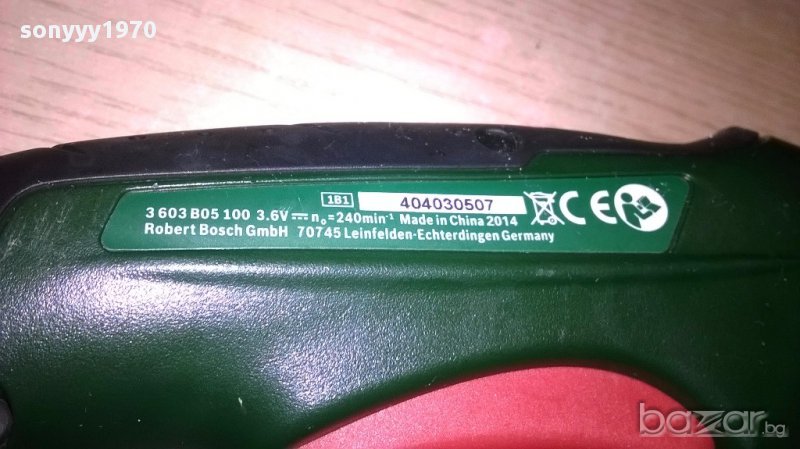 sonyyy1970
1B1 404030507
3 603 B05 100 3.6V n₀=240min⁻¹ Made in China 2014
Robert Bosch GmbH 70745 Leinfelden-Echterdingen Germany
CE
bazar.bg